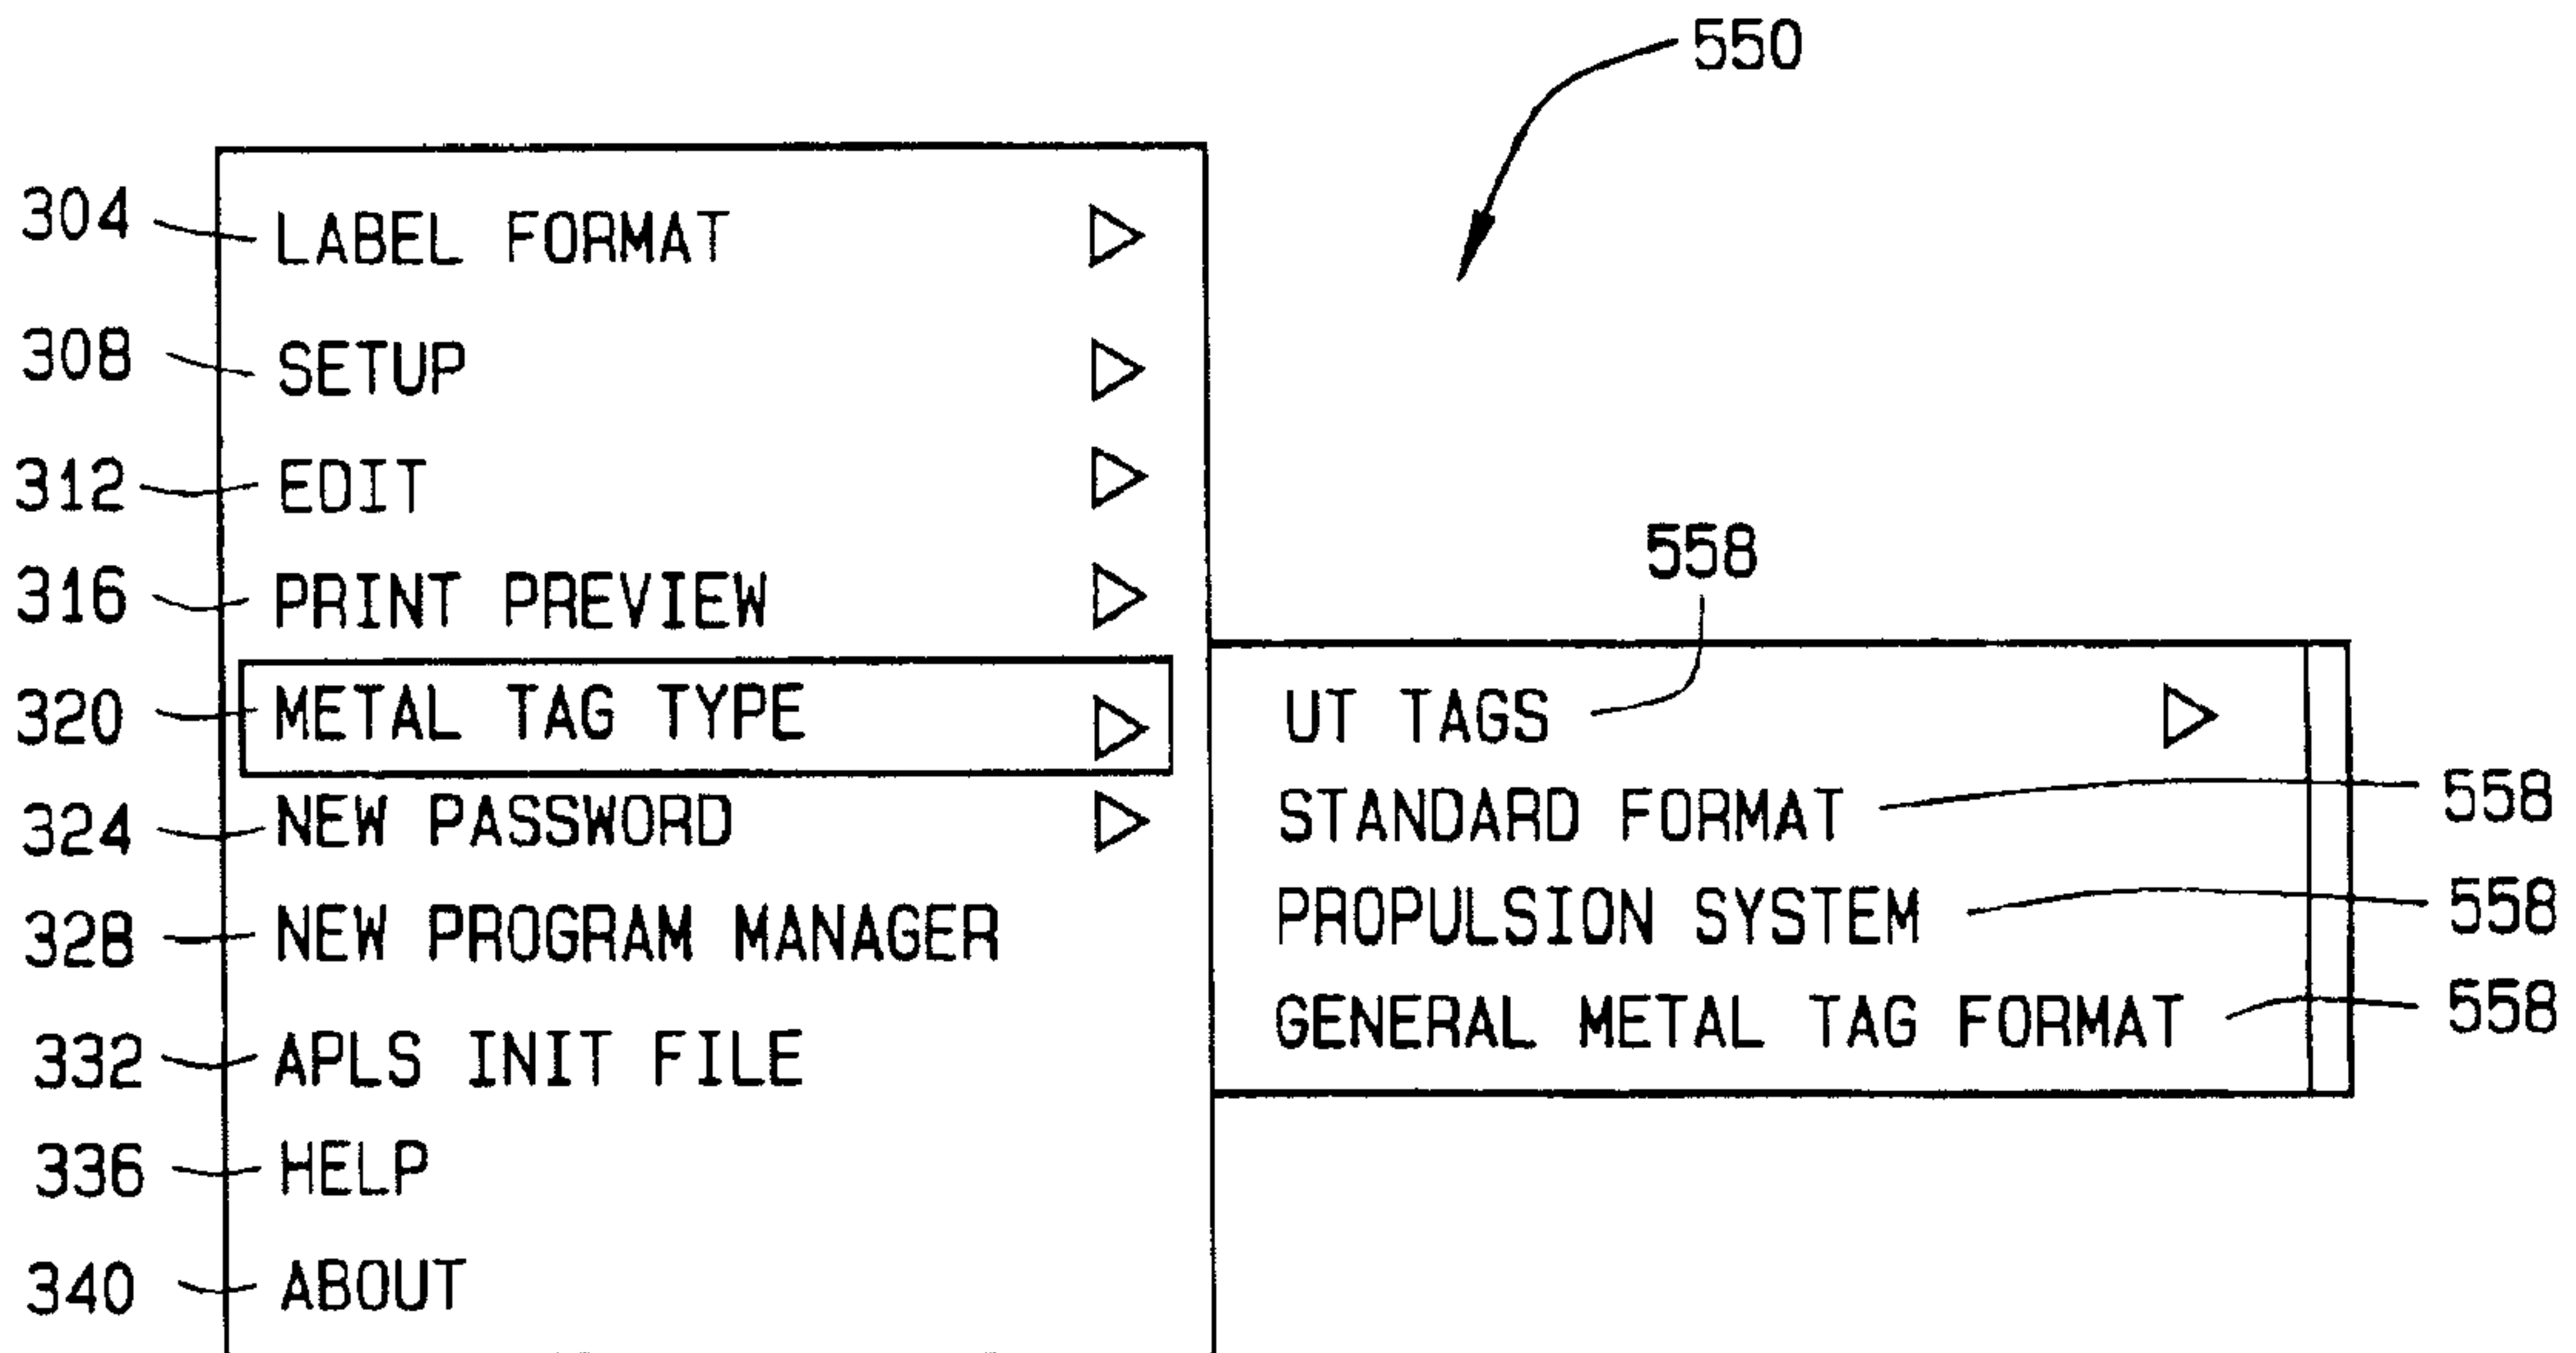 550
304 LABEL FORMAT
308 SETUP
312 EDIT
316 PRINT PREVIEW
320 METAL TAG TYPE
324 NEW PASSWORD
328 NEW PROGRAM MANAGER
332 APLS INIT FILE
336 HELP
340 ABOUT
558
UT TAGS
STANDARD FORMAT 558
PROPULSION SYSTEM 558
GENERAL METAL TAG FORMAT 558